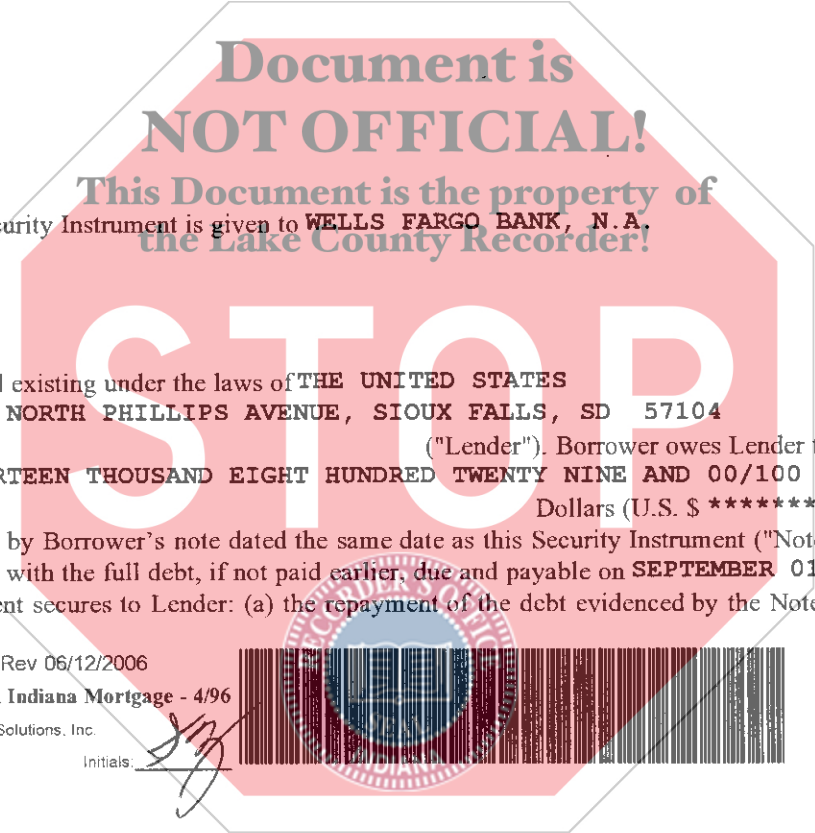 Document is
NOT OFFICIAL!
This Document is the property of
curity Instrument is given to WELLS FARGO BANK, N.A.
the Lake County Recorder!
STOP
existing under the laws of THE UNITED STATES
NORTH PHILLIPS AVENUE, SIOUX FALLS, SD 57104
("Lender"). Borrower owes Lender
RTEEN THOUSAND EIGHT HUNDRED TWENTY NINE AND 00/100
Dollars (U.S. $ *******
by Borrower's note dated the same date as this Security Instrument ("Note
with the full debt, if not paid earlier, due and payable on SEPTEMBER 01
ent secures to Lender: (a) the repayment of the debt evidenced by the Note
RECORDER'S OFFICE
Rev 06/12/2006
Indiana Mortgage - 4/96
Solutions, Inc.
SEAL
Initials:
INDIANA